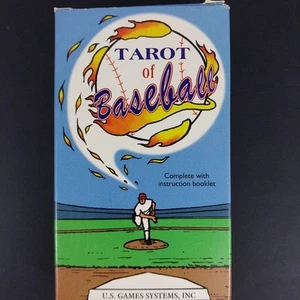 TAROT
of
Baseball
Complete with
instruction booklet
U.S. GAMES SYSTEMS, INC